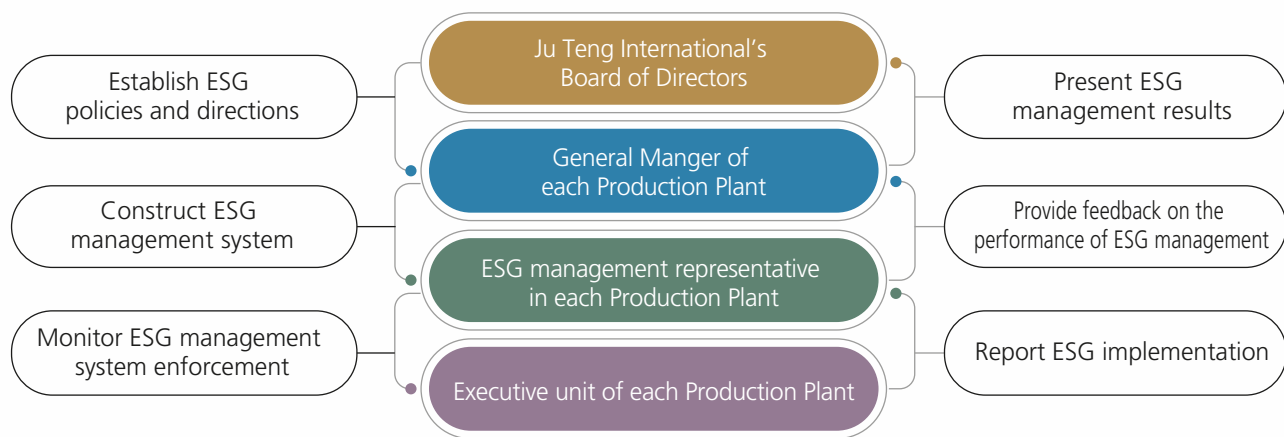 Ju Teng International’s
Board of Directors
Establish ESG
policies and directions
Present ESG
management results
General Manger of
each Production Plant
Construct ESG
management system
Provide feedback on the
performance of ESG management
ESG management representative
in each Production Plant
Monitor ESG management
system enforcement
Report ESG implementation
Executive unit of each Production Plant